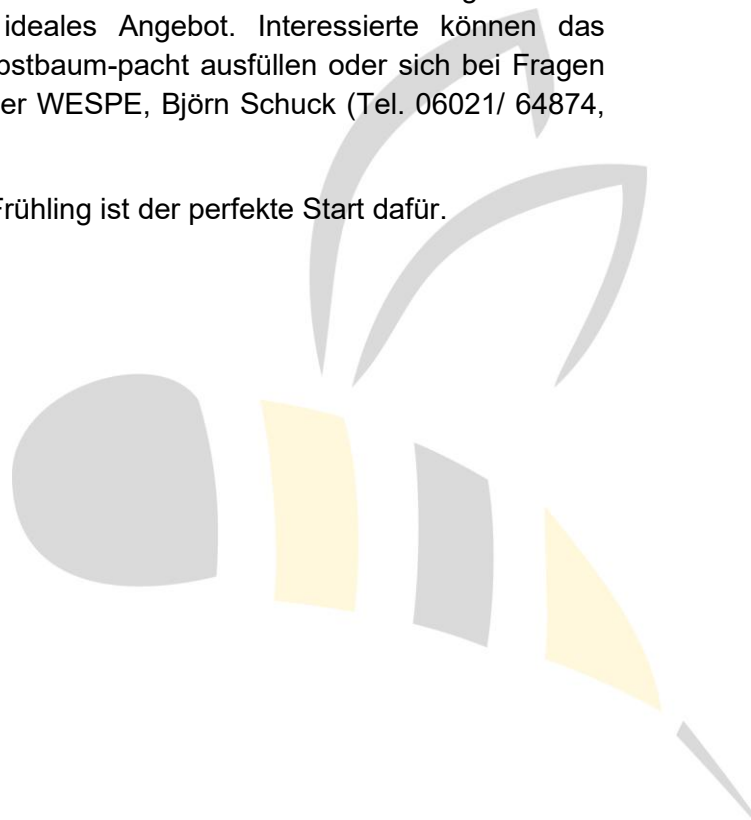 ideales Angebot. Interessierte können das
bstbaum-pacht ausfüllen oder sich bei Fragen
er WESPE, Björn Schuck (Tel. 06021/ 64874,
Frühling ist der perfekte Start dafür.